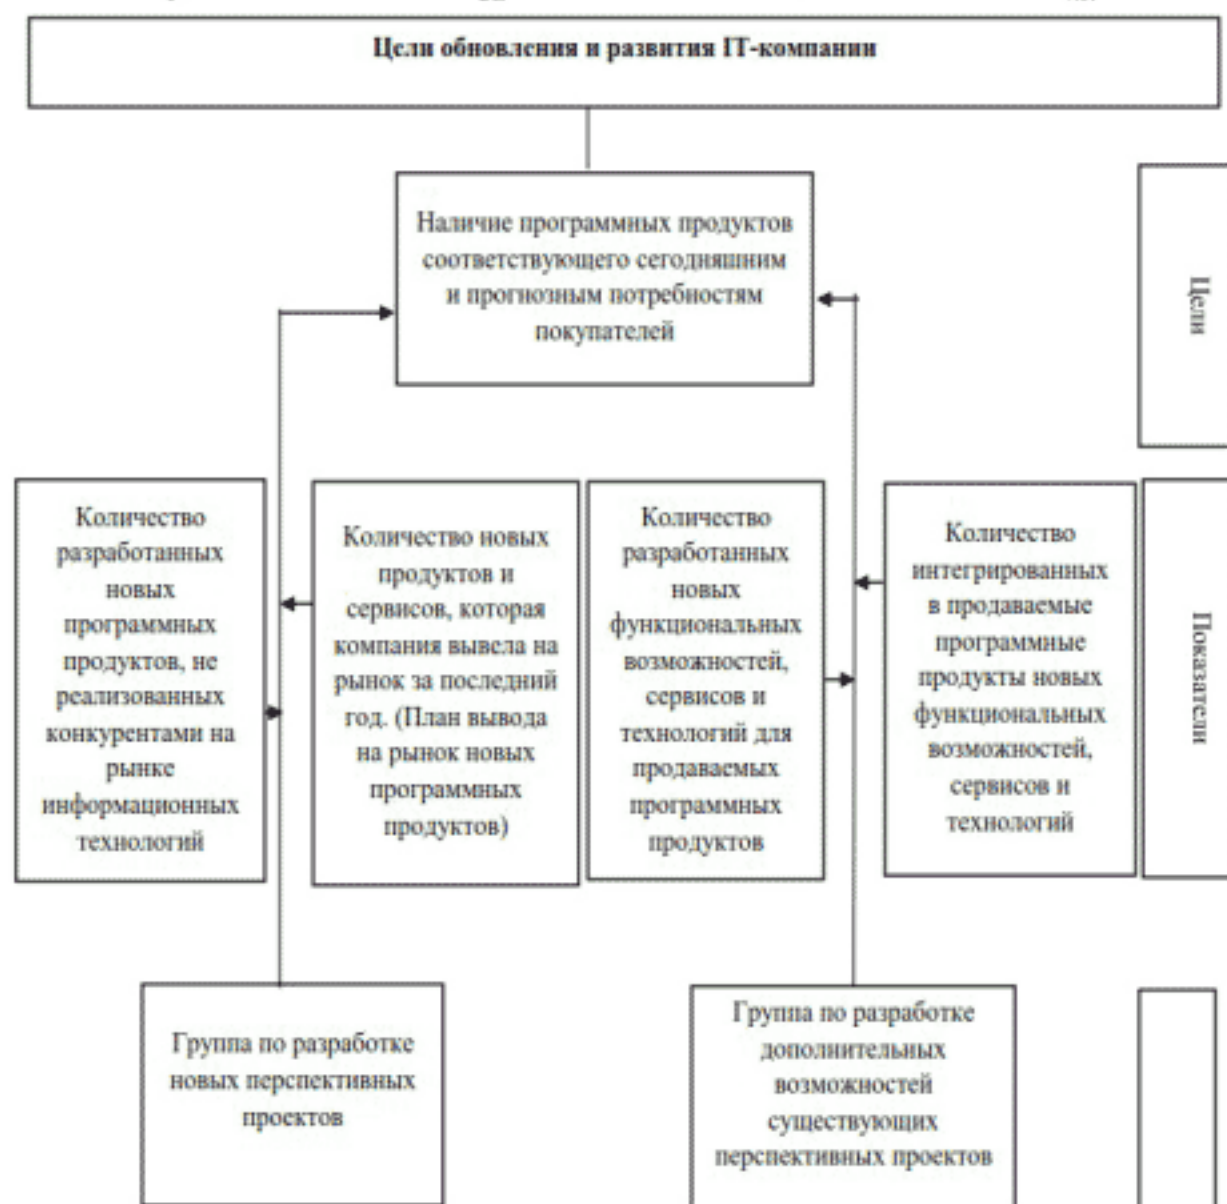 Цели обновления и развития IT-компании
Наличие программных продуктов
соответствующего сегодняшним
и прогнозным потребностям
покупателей
Цели
Количество
разработанных
новых
программных
продуктов, не
реализованных
конкурентами на
рынке
информационных
технологий
Количество новых
продуктов и
сервисов, которая
компания вывела на
рынок за последний
год. (План вывода
на рынок новых
программных
продуктов)
Количество
разработанных
новых
функциональных
возможностей,
сервисов и
технологий для
продаваемых
программных
продуктов
Количество
интегрированных
в продаваемые
программные
продукты новых
функциональных
возможностей,
сервисов и
технологий
Показатели
Группа по разработке
новых перспективных
проектов
Группа по разработке
дополнительных
возможностей
существующих
перспективных проектов